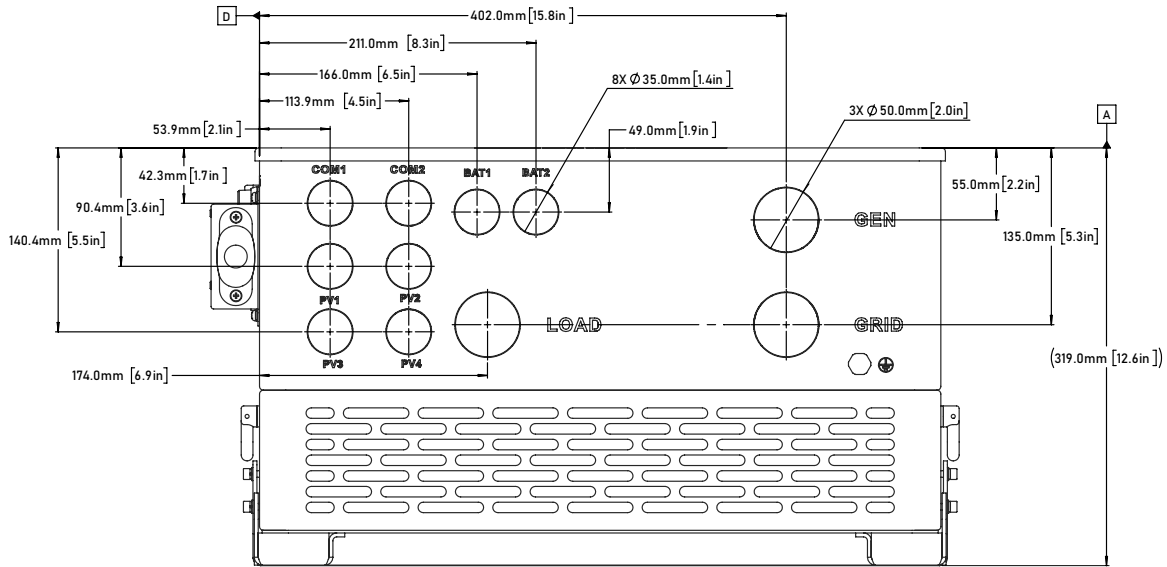 D
402.0mm [15.8in]
211.0mm [8.3in]
166.0mm [6.5in]
8X Ø 35.0mm [1.4in]
113.9mm [4.5in]
3X Ø 50.0mm [2.0in]
A
53.9mm [2.1in]
49.0mm [1.9in]
COM1
COM2
BAT1
BAT2
42.3mm [1.7in]
55.0mm [2.2in]
90.4mm [3.6in]
GEN
140.4mm [5.5in]
135.0mm [5.3in]
PV1
PV2
LOAD
GRID
PV3
PV4
(319.0mm [12.6in])
174.0mm [6.9in]